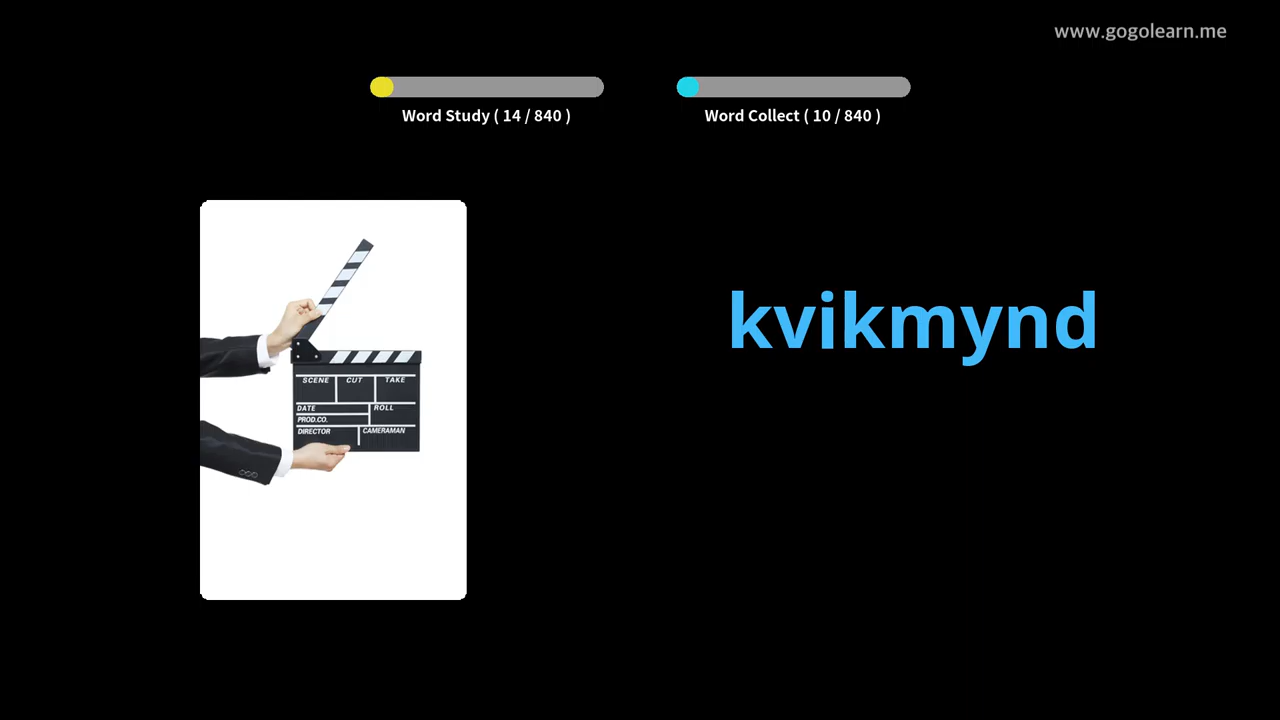 www.gogolearn.me
Word Study ( 14 / 840 )
Word Collect ( 10 / 840 )
kvikmynd
SCENE CUT TAKE
DATE ROLL
PROD.CO.
DIRECTOR CAMERAMAN